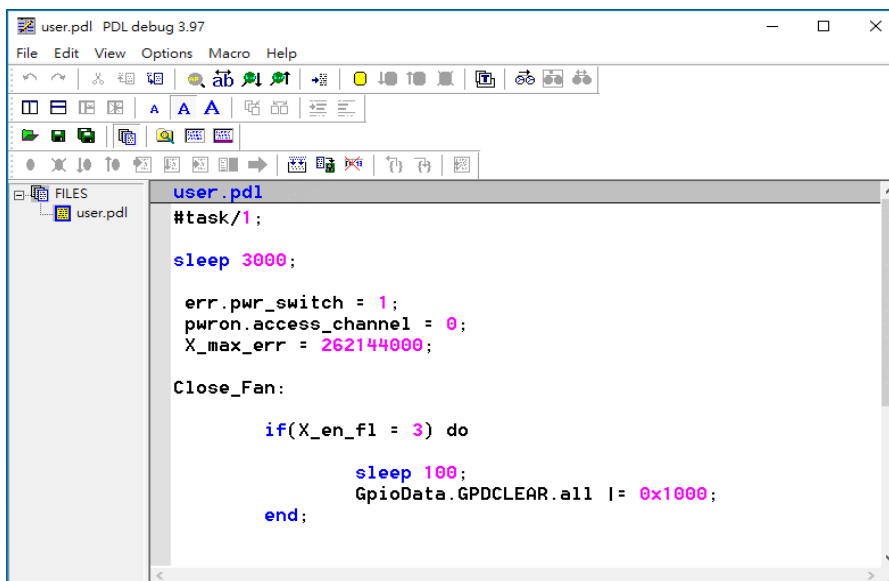 user.pdl PDL debug 3.97
File Edit View Options Macro Help
FILES
user.pdl
user.pdl
#task/1;
sleep 3000;
err.pwr_switch = 1;
pwron.access_channel = 0;
X_max_err = 262144000;
Close_Fan:
if(X_en_fl = 3) do
sleep 100;
GpioData.GPDCLEAR.all |= 0x1000;
end;